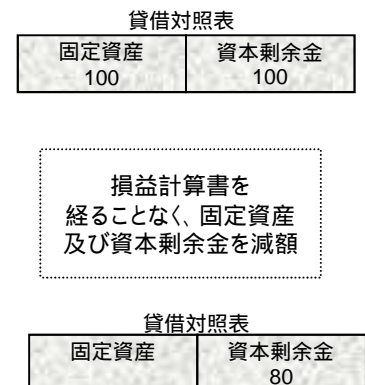 貸借対照表
固定資産 資本剰余金
100 100
損益計算書を
経ることなく、固定資産
及び資本剰余金を減額
貸借対照表
固定資産 資本剰余金
80